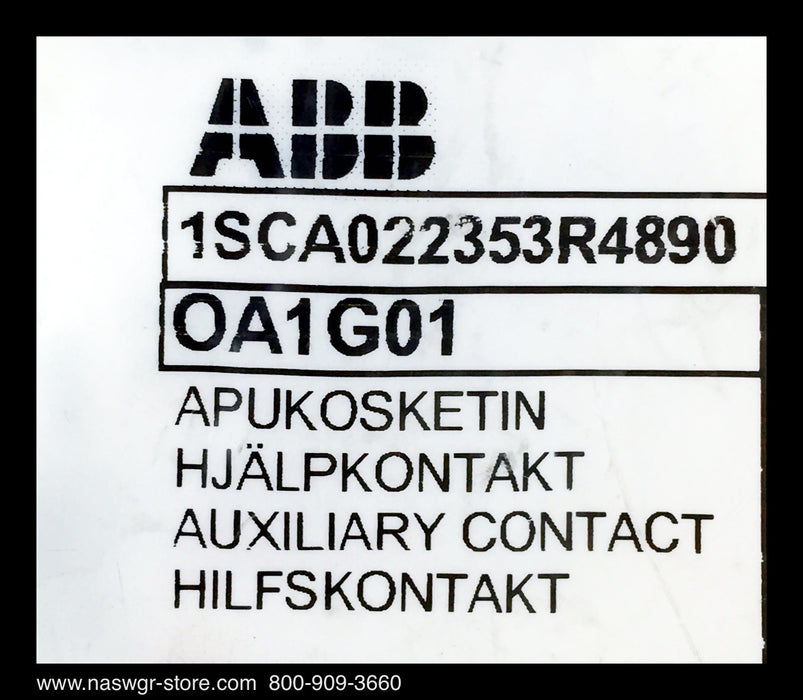 ABB
1SCA022353R4890
OA1G01
APUKOSKETIN
HJÄLPKONTAKT
AUXILIARY CONTACT
HILFSKONTAKT
www.naswgr-store.com 800-909-3660